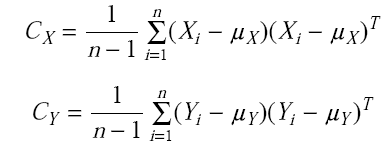 C_X = \frac{1}{n-1} \sum_{i=1}^{n} (X_i - \mu_X)(X_i - \mu_X)^T
C_Y = \frac{1}{n-1} \sum_{i=1}^{n} (Y_i - \mu_Y)(Y_i - \mu_Y)^T